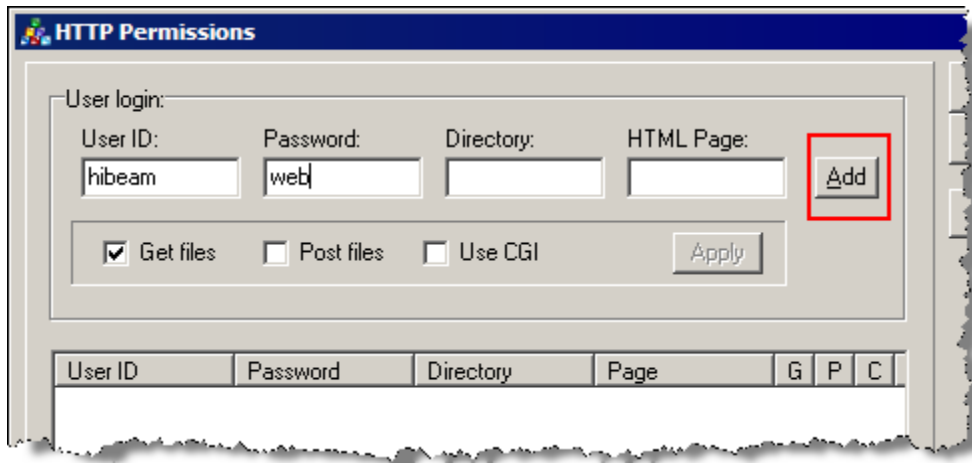 HTTP Permissions
User login:
User ID: Password: Directory: HTML Page:
hibeam web Add
Get files Post files Use CGI Apply
User ID Password Directory Page G P C